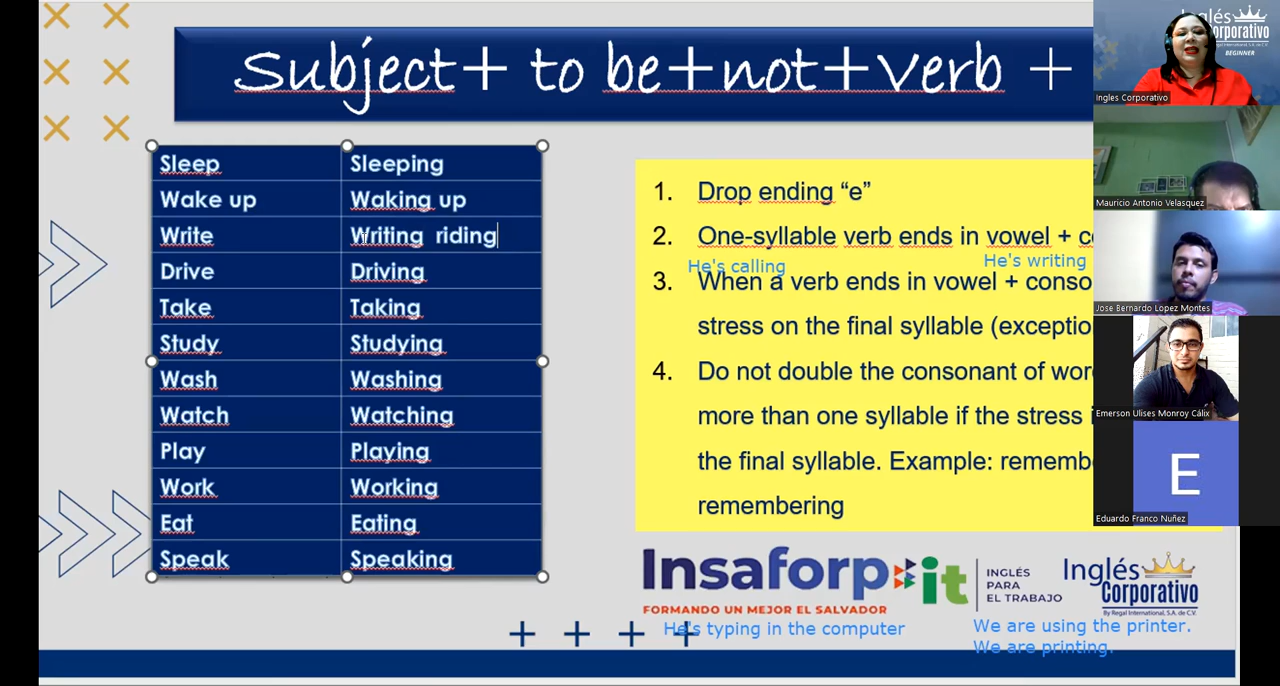 Subject+ to be+not+Verb +
Sleep Sleeping
Wake up Waking up
Write Writing riding
Drive Driving
Take Taking
Study Studying
Wash Washing
Watch Watching
Play Playing
Work Working
Eat Eating
Speak Speaking
1. Drop ending “e”
2. One-syllable verb ends in vowel + c
He's calling He's writing
3. When a verb ends in vowel + conso
stress on the final syllable (exceptio
4. Do not double the consonant of wor
more than one syllable if the stress i
the final syllable. Example: rememb
remembering
Insaforp it
FORMANDO UN MEJOR EL SALVADOR
INGLÉS
PARA
EL TRABAJO
Inglés
Corporativo
By Regal International, S.A. de C.V.
He's typing in the computer
We are using the printer.
We are printing.
Inglés
Corporativo
By Regal International, S.A. de C.V.
BEGINNER
Ingles Corporativo
Mauricio Antonio Velasquez
Jose Bernardo Lopez Montes
Emerson Ulises Monroy Cálix
E
Eduardo Franco Nuñez